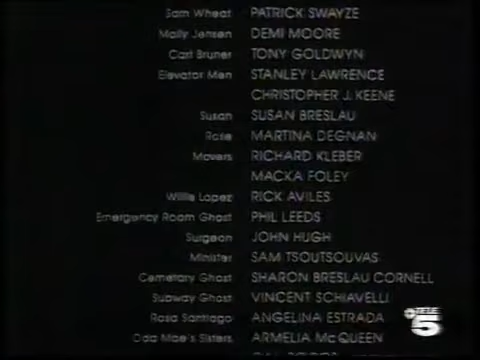 Sam Wheat PATRICK SWAYZE
Molly Jensen DEMI MOORE
Carl Bruner TONY GOLDWYN
Elevator Men STANLEY LAWRENCE
CHRISTOPHER J. KEENE
Susan SUSAN BRESLAU
Rose MARTINA DEGNAN
Movers RICHARD KLEBER
MACKA FOLEY
Willie Lopez RICK AVILES
Emergency Room Ghost PHIL LEEDS
Surgeon JOHN HUGH
Minister SAM TSOUTSOUVAS
Cemetary Ghost SHARON BRESLAU CORNELL
Subway Ghost VINCENT SCHIAVELLI
Rosa Santiago ANGELINA ESTRADA
TELE
5
Oda Mae's Sisters ARMELIA McQUEEN